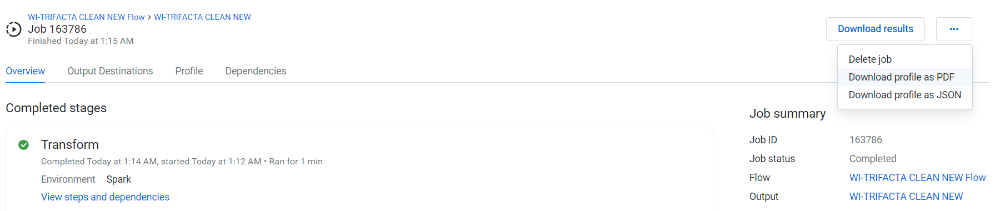 WI-TRIFACTA CLEAN NEW Flow > WI-TRIFACTA CLEAN NEW
Job 163786
Finished Today at 1:15 AM
Download results
...
Delete job
Download profile as PDF
Download profile as JSON
Overview
Output Destinations
Profile
Dependencies
Completed stages
Transform
Completed Today at 1:14 AM, started Today at 1:12 AM • Ran for 1 min
Environment Spark
View steps and dependencies
Job summary
Job ID 163786
Job status Completed
Flow WI-TRIFACTA CLEAN NEW Flow
Output WI-TRIFACTA CLEAN NEW